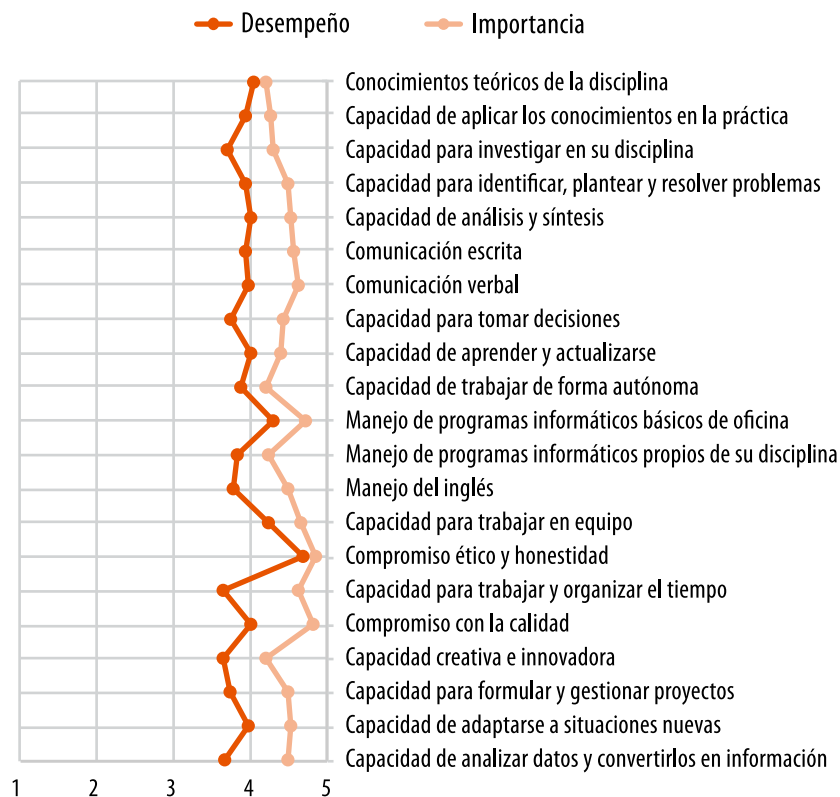 Desempeño Importancia
Conocimientos teóricos de la disciplina
Capacidad de aplicar los conocimientos en la práctica
Capacidad para investigar en su disciplina
Capacidad para identificar, plantear y resolver problemas
Capacidad de análisis y síntesis
Comunicación escrita
Comunicación verbal
Capacidad para tomar decisiones
Capacidad de aprender y actualizarse
Capacidad de trabajar de forma autónoma
Manejo de programas informáticos básicos de oficina
Manejo de programas informáticos propios de su disciplina
Manejo del inglés
Capacidad para trabajar en equipo
Compromiso ético y honestidad
Capacidad para trabajar y organizar el tiempo
Compromiso con la calidad
Capacidad creativa e innovadora
Capacidad para formular y gestionar proyectos
Capacidad de adaptarse a situaciones nuevas
Capacidad de analizar datos y convertirlos en información
1 2 3 4 5